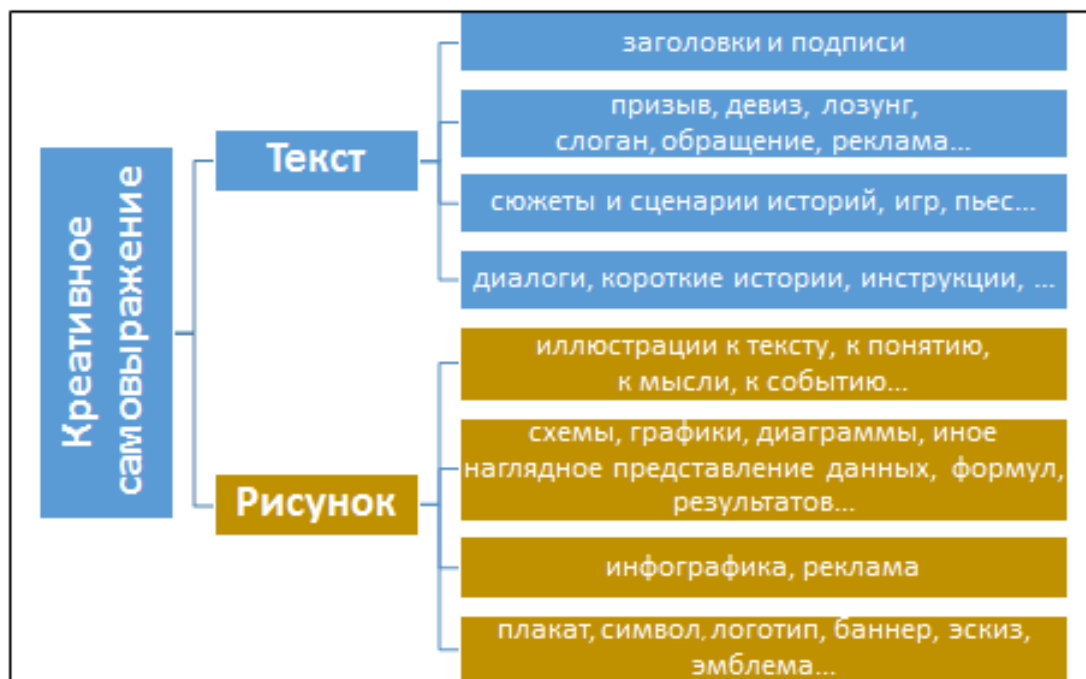 Креативное
самовыражение
Текст
заголовки и подписи
призыв, девиз, лозунг,
слоган, обращение, реклама...
сюжеты и сценарии историй, игр, пьес...
диалоги, короткие истории, инструкции, ...
Рисунок
иллюстрации к тексту, к понятию,
к мысли, к событию...
схемы, графики, диаграммы, иное
наглядное представление данных, формул,
результатов...
инфографика, реклама
плакат, символ, логотип, баннер, эскиз,
эмблема...